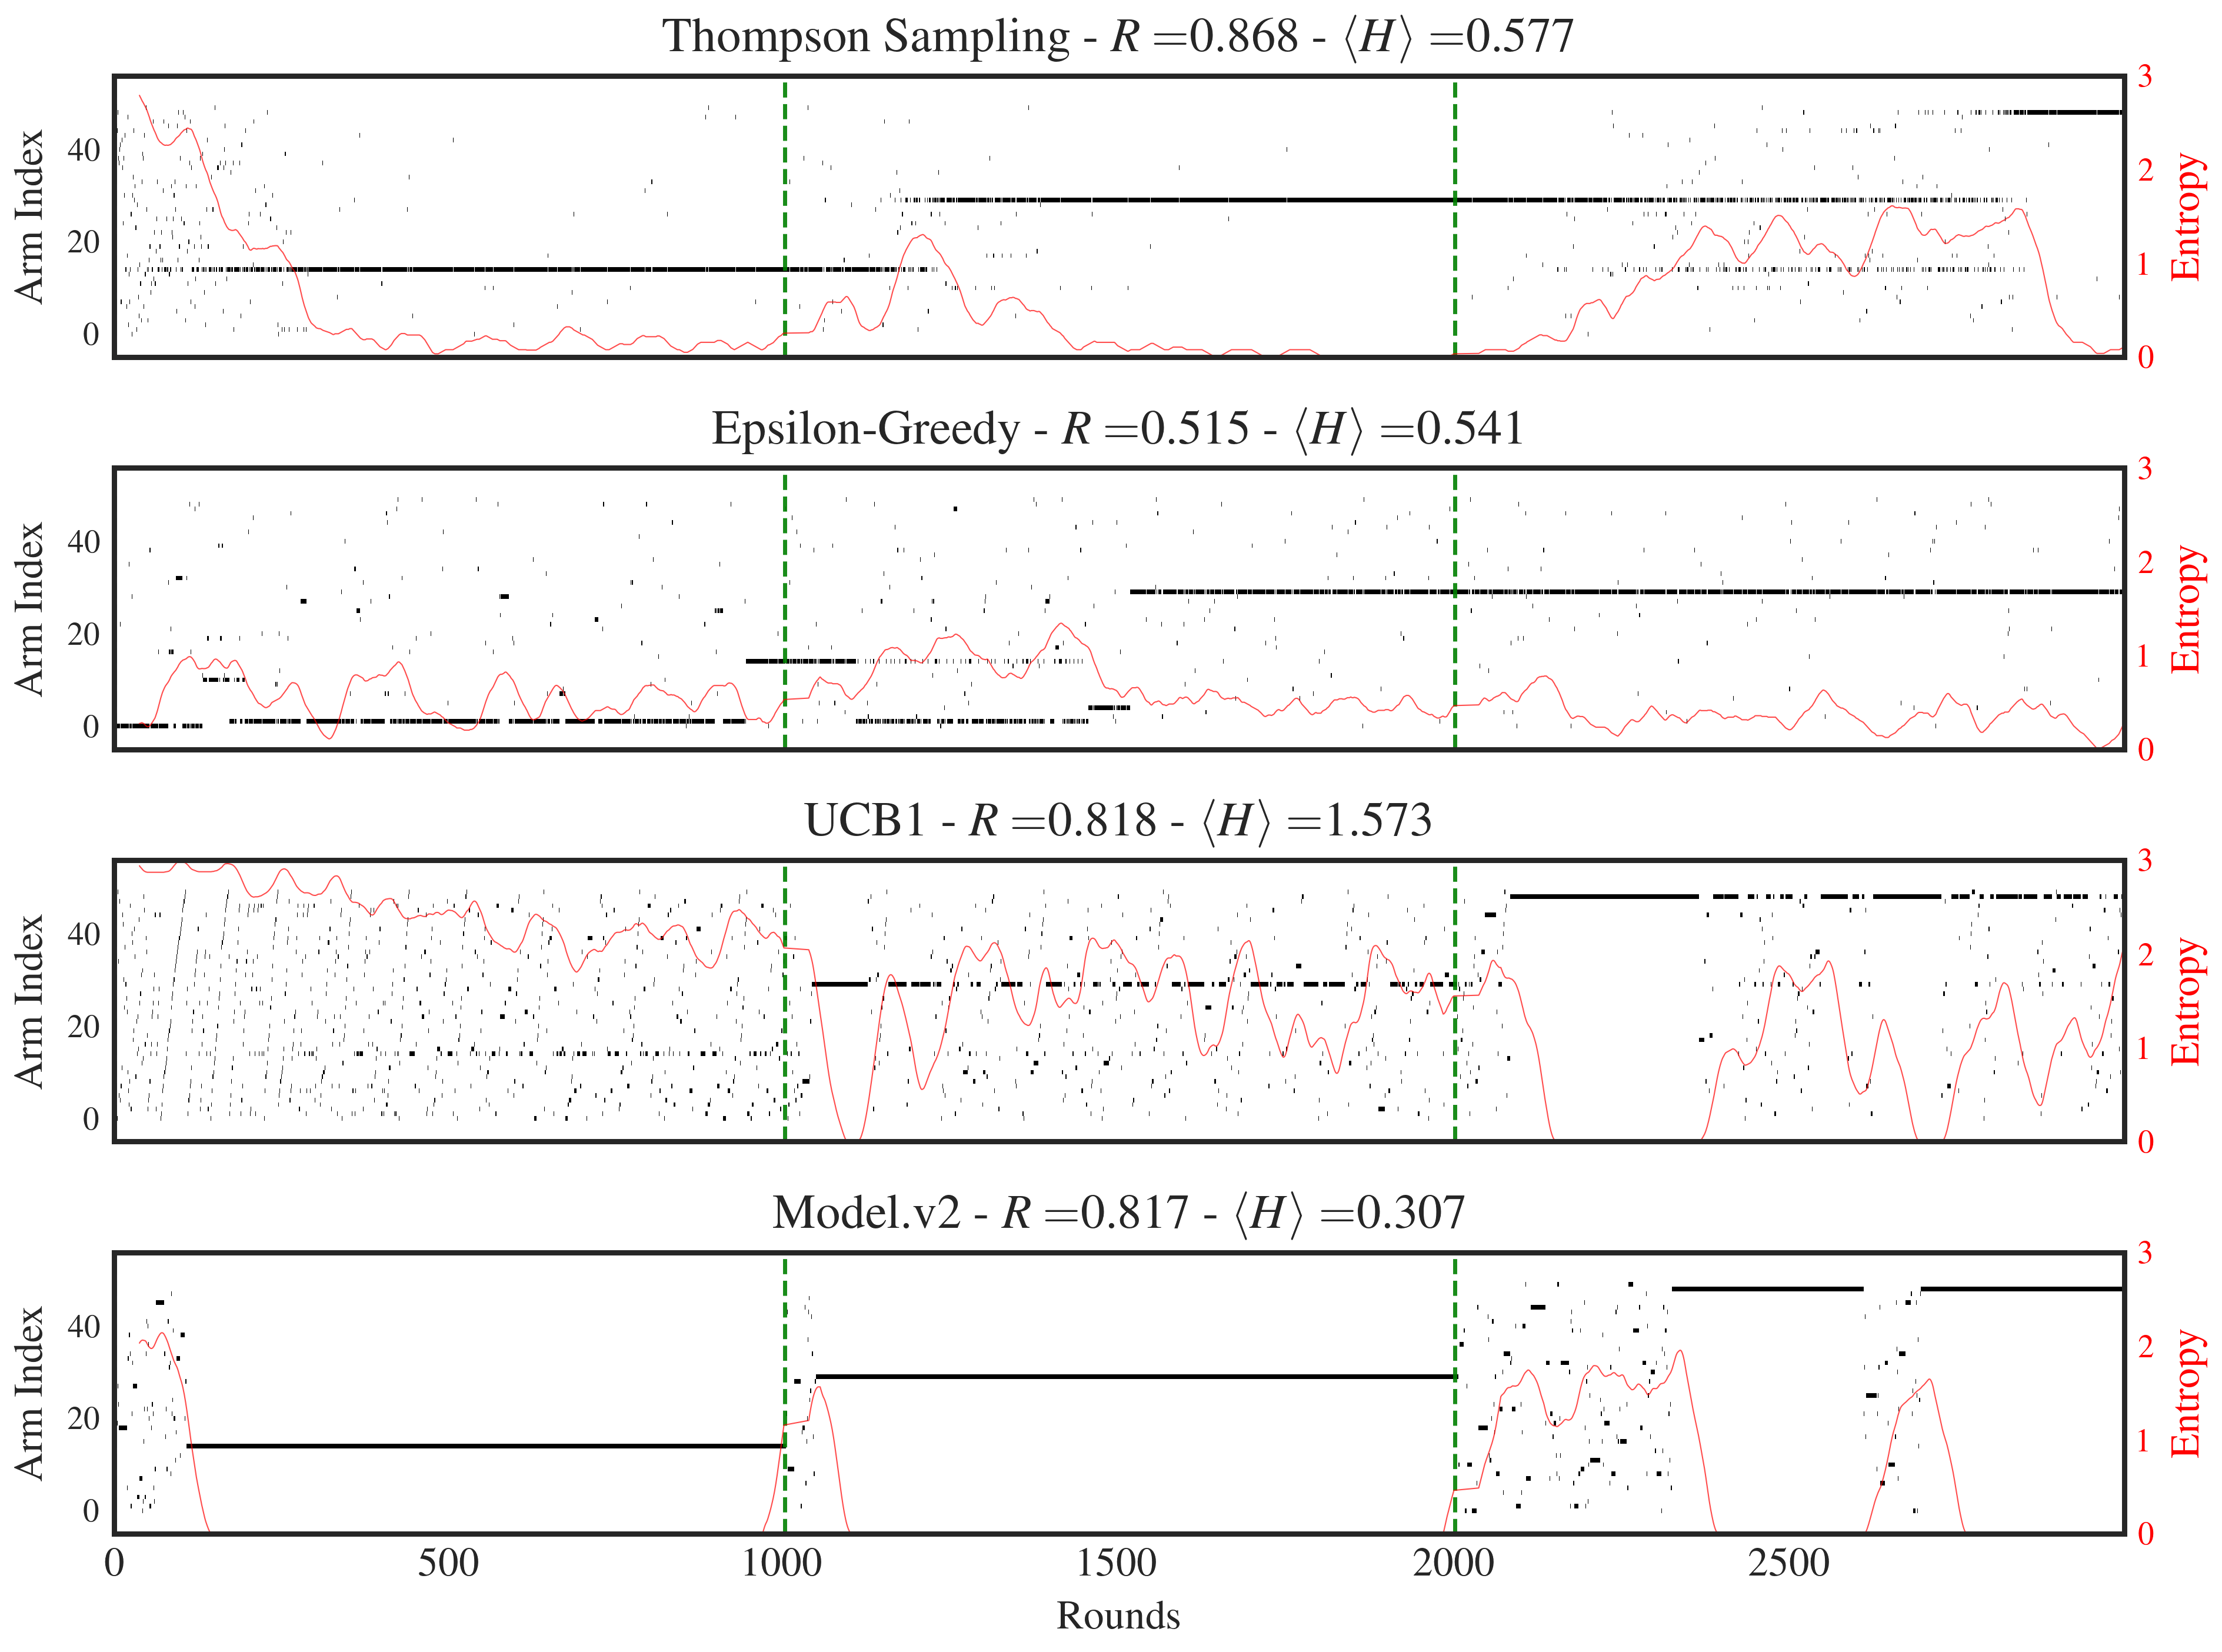 Thompson Sampling - R =0.868 - ⟨H⟩ =0.577
Arm Index
40
20
0
3
2
1
0
Entropy
Epsilon-Greedy - R =0.515 - ⟨H⟩ =0.541
Arm Index
40
20
0
3
2
1
0
Entropy
UCB1 - R =0.818 - ⟨H⟩ =1.573
Arm Index
40
20
0
3
2
1
0
Entropy
Model.v2 - R =0.817 - ⟨H⟩ =0.307
Arm Index
40
20
0
3
2
1
0
Entropy
0 500 1000 1500 2000 2500
Rounds